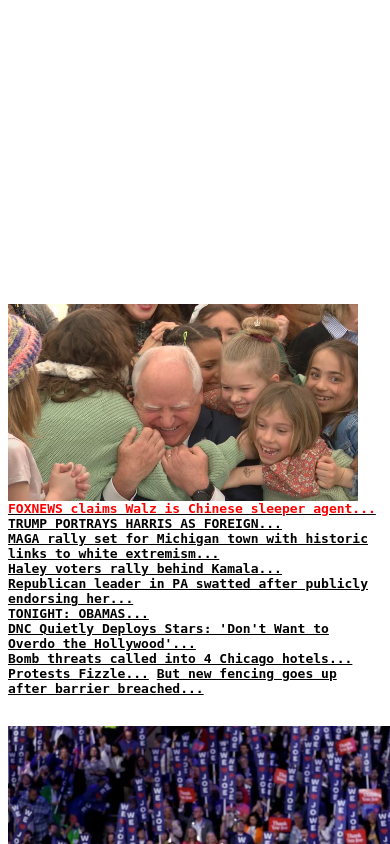 FOXNEWS claims Walz is Chinese sleeper agent...
TRUMP PORTRAYS HARRIS AS FOREIGN...
MAGA rally set for Michigan town with historic
links to white extremism...
Haley voters rally behind Kamala...
Republican leader in PA swatted after publicly
endorsing her...
TONIGHT: OBAMAS...
DNC Quietly Deploys Stars: 'Don't Want to
Overdo the Hollywood'...
Bomb threats called into 4 Chicago hotels...
Protests Fizzle... But new fencing goes up
after barrier breached...